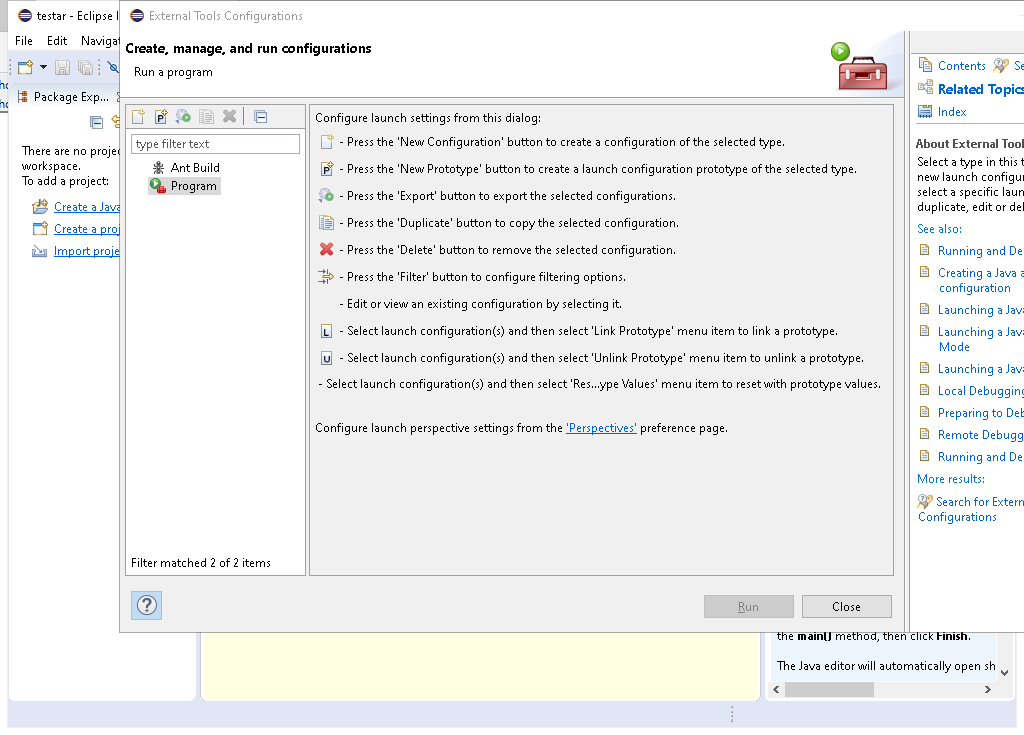 testar - Eclipse I
External Tools Configurations
File Edit Navigat
Create, manage, and run configurations
Run a program
Package Exp...
There are no projec
workspace.
To add a project:
Create a Java
Create a proj
Import proje
type filter text
Ant Build
Program
Filter matched 2 of 2 items
Configure launch settings from this dialog:
- Press the 'New Configuration' button to create a configuration of the selected type.
- Press the 'New Prototype' button to create a launch configuration prototype of the selected type.
- Press the 'Export' button to export the selected configurations.
- Press the 'Duplicate' button to copy the selected configuration.
- Press the 'Delete' button to remove the selected configuration.
- Press the 'Filter' button to configure filtering options.
- Edit or view an existing configuration by selecting it.
L - Select launch configuration(s) and then select 'Link Prototype' menu item to link a prototype.
U - Select launch configuration(s) and then select 'Unlink Prototype' menu item to unlink a prototype.
- Select launch configuration(s) and then select 'Res...ype Values' menu item to reset with prototype values.
Configure launch perspective settings from the 'Perspectives' preference page.
Run
Close
Contents Se
Related Topics
Index
About External Tool
Select a type in this t
new launch configur
select a specific laun
duplicate, edit or del
See also:
Running and De
Creating a Java a
configuration
Launching a Java
Launching a Java
Mode
Launching a Java
Local Debugging
Preparing to Deb
Remote Debugg
Running and De
More results:
Search for Extern
Configurations
the main() method, then click Finish.
The Java editor will automatically open sh